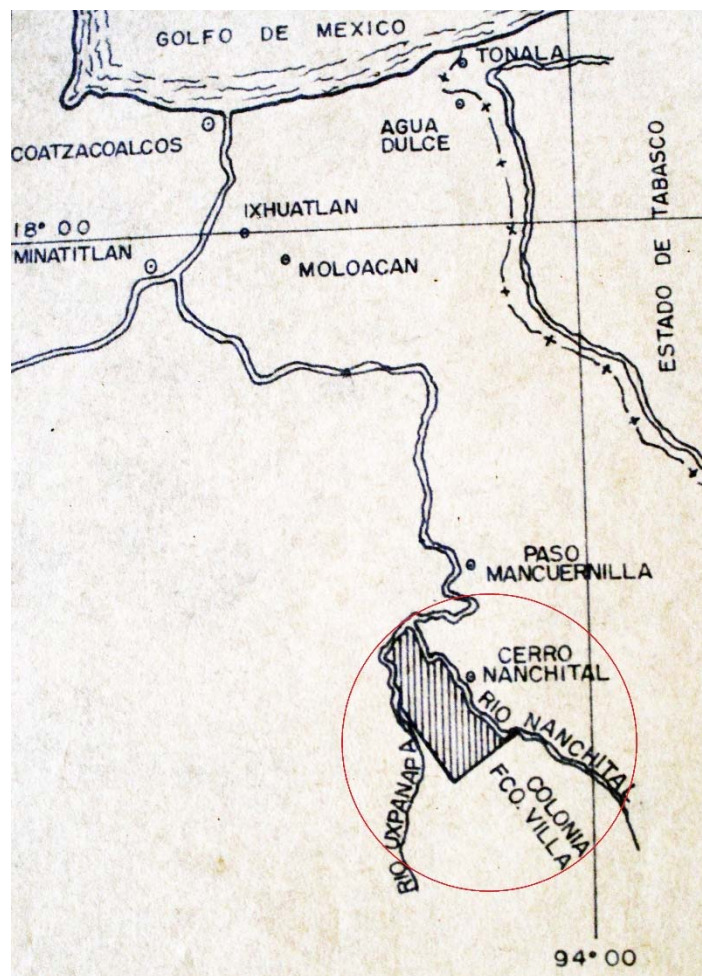 GOLFO DE MEXICO
TONALA
COATZACOALCOS
AGUA
DULCE
ESTADO DE TABASCO
IXHUATLAN
18° 00
MINATITLAN
MOLOACAN
PASO
MANCUERNILLA
CERRO
NANCHITAL
RIO NANCHITAL
RIO UXPANAPA
COLONIA
FCO. VILLA
94° 00